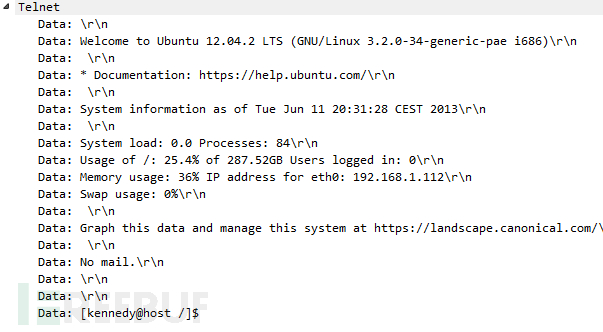 Telnet
Data: \r\n
Data: Welcome to Ubuntu 12.04.2 LTS (GNU/Linux 3.2.0-34-generic-pae i686)\r\n
Data:  \r\n
Data: * Documentation: https://help.ubuntu.com/\r\n
Data:  \r\n
Data: System information as of Tue Jun 11 20:31:28 CEST 2013\r\n
Data:  \r\n
Data: System load: 0.0 Processes: 84\r\n
Data: Usage of /: 25.4% of 287.52GB Users logged in: 0\r\n
Data: Memory usage: 36% IP address for eth0: 192.168.1.112\r\n
Data: Swap usage: 0%\r\n
Data:  \r\n
Data: Graph this data and manage this system at https://landscape.canonical.com/\
Data:  \r\n
Data: No mail.\r\n
Data: \r\n
Data: \r\n
Data: [kennedy@host /]$
FREEBUF